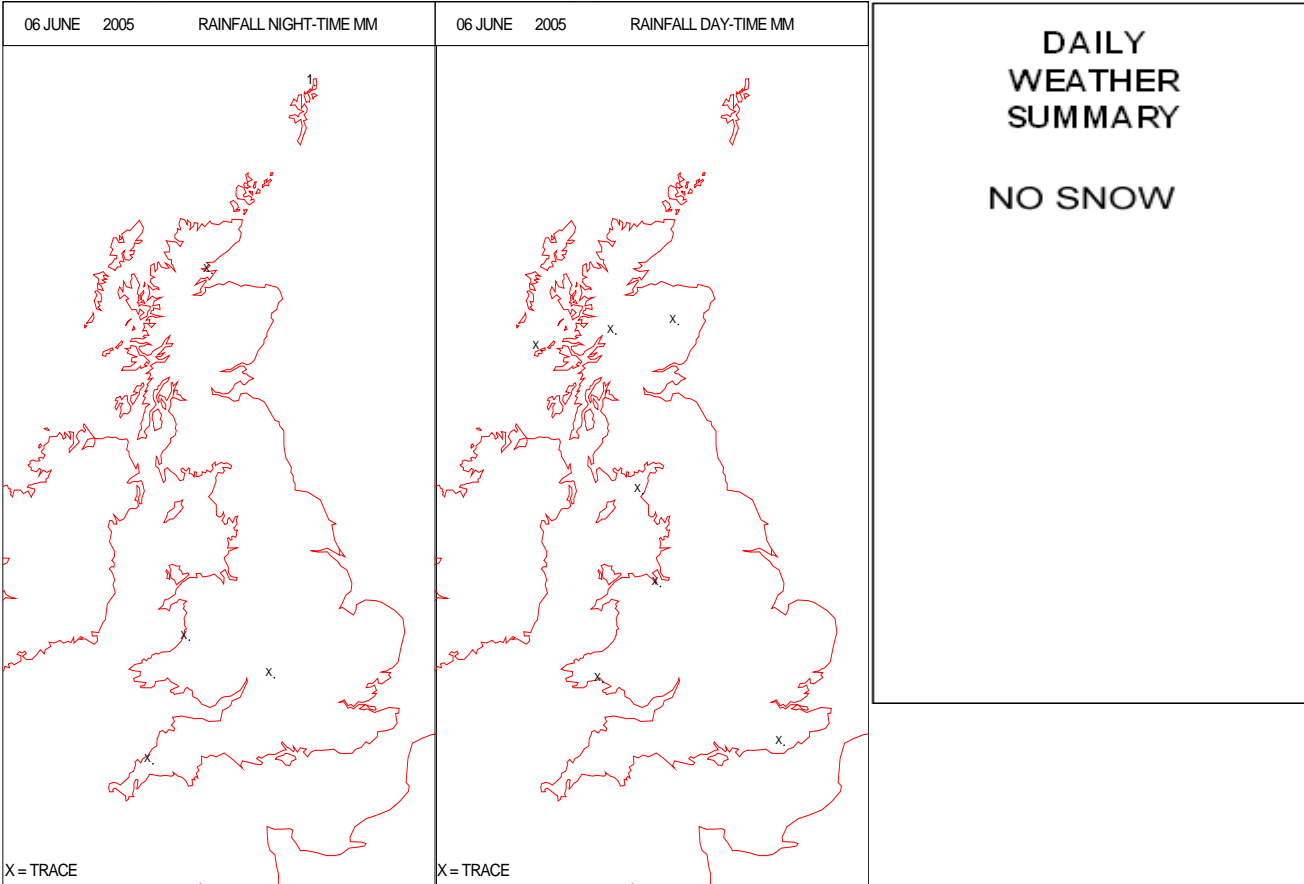 06 JUNE 2005 RAINFALL NIGHT-TIME MM
1
X.
X.
X.
X.
X = TRACE
06 JUNE 2005 RAINFALL DAY-TIME MM
X.
X.
X.
X.
X.
X.
X.
X = TRACE
DAILY
WEATHER
SUMMARY
NO SNOW